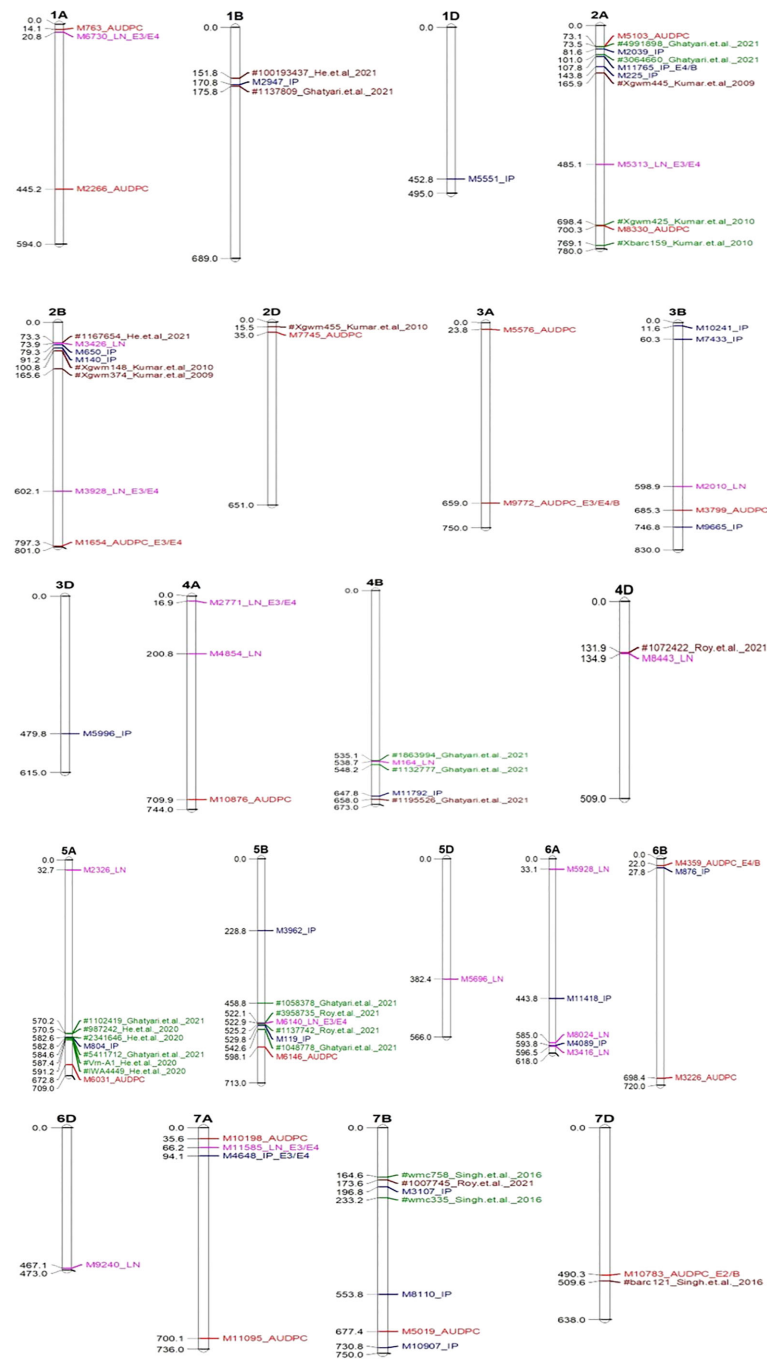 1A
0.0
14.1 M763_AUDPC
20.8 M6730_LN_E3/E4
445.2 M2266_AUDPC
594.0
1B
0.0
151.8 #100193437_He.et.al_2021
170.8 M2947_IP
175.8 #1137809_Ghatyari.et.al._2021
689.0
1D
0.0
452.8 M5551_IP
495.0
2A
0.0
73.1 M5103_AUDPC
73.5 #4991898_Ghatyari.et.al._2021
81.6 M2039_IP
101.0 #3064660_Ghatyari.et.al._2021
107.8 M11765_IP_E4/B
143.8 M225_IP
165.9 #Xgwm445_Kumar.et.al_2009
485.1 M5313_LN_E3/E4
698.4 #Xgwm425_Kumar.et.al_2010
700.3 M8330_AUDPC
769.1 #Xbarc159_Kumar.et.al_2010
780.0
2B
0.0
73.3 #1167654_He.et.al_2021
73.9 M3426_LN
79.3 M650_IP
91.2 M140_IP
100.8 #Xgwm148_Kumar.et.al_2010
165.6 #Xgwm374_Kumar.et.al_2009
602.1 M3928_LN_E3/E4
797.3 M1654_AUDPC_E3/E4
801.0
2D
0.0
15.5 #Xgwm455_Kumar.et.al_2010
35.0 M7745_AUDPC
651.0
3A
0.0
23.8 M5576_AUDPC
659.0 M9772_AUDPC_E3/E4/B
750.0
3B
0.0
11.6 M10241_IP
60.3 M7433_IP
598.9 M2010_LN
685.3 M3799_AUDPC
746.8 M9665_IP
830.0
3D
0.0
479.8 M5996_IP
615.0
4A
0.0
16.9 M2771_LN_E3/E4
200.8 M4854_LN
709.9 M10876_AUDPC
744.0
4B
0.0
535.1 #1863994_Ghatyari.et.al._2021
538.7 M164_LN
548.2 #1132777_Ghatyari.et.al._2021
647.8 M11792_IP
658.0 #1195526_Ghatyari.et.al._2021
673.0
4D
0.0
131.9 #1072422_Roy.et.al._2021
134.9 M8443_LN
509.0
5A
0.0
32.7 M2326_LN
570.2 #1102419_Ghatyari.et.al._2021
570.5 #987242_He.et.al._2020
582.6 #2341646_He.et.al._2020
582.8 M804_IP
584.6 #5411712_Ghatyari.et.al._2021
587.4 #Vrn-A1_He.et.al._2020
591.2 #IWA4449_He.et.al._2020
672.8 M6031_AUDPC
709.0
5B
0.0
228.8 M3962_IP
458.8 #1058378_Ghatyari.et.al._2021
522.1 #3958735_Roy.et.al._2021
522.9 M6140_LN_E3/E4
525.2 #1137742_Roy.et.al._2021
529.8 M119_IP
542.6 #1048778_Ghatyari.et.al._2021
598.1 M6146_AUDPC
713.0
5D
0.0
382.4 M5696_LN
566.0
6A
0.0
33.1 M5928_LN
443.8 M11418_IP
585.0 M8024_LN
593.8 M4089_IP
596.5 M3416_LN
618.0
6B
0.0
22.0 M4359_AUDPC_E4/B
27.8 M876_IP
698.4 M3226_AUDPC
720.0
6D
0.0
467.1 M9240_LN
473.0
7A
0.0
35.6 M10198_AUDPC
66.2 M11585_LN_E3/E4
94.1 M4648_IP_E3/E4
700.1 M11095_AUDPC
736.0
7B
0.0
164.6 #wmc758_Singh.et.al_2016
173.6 #1007745_Roy.et.al._2021
196.8 M3107_IP
233.2 #wmc335_Singh.et.al_2016
553.8 M8110_IP
677.4 M5019_AUDPC
730.8 M10907_IP
750.0
7D
0.0
490.3 M10783_AUDPC_E2/B
509.6 #barc121_Singh.et.al_2016
638.0